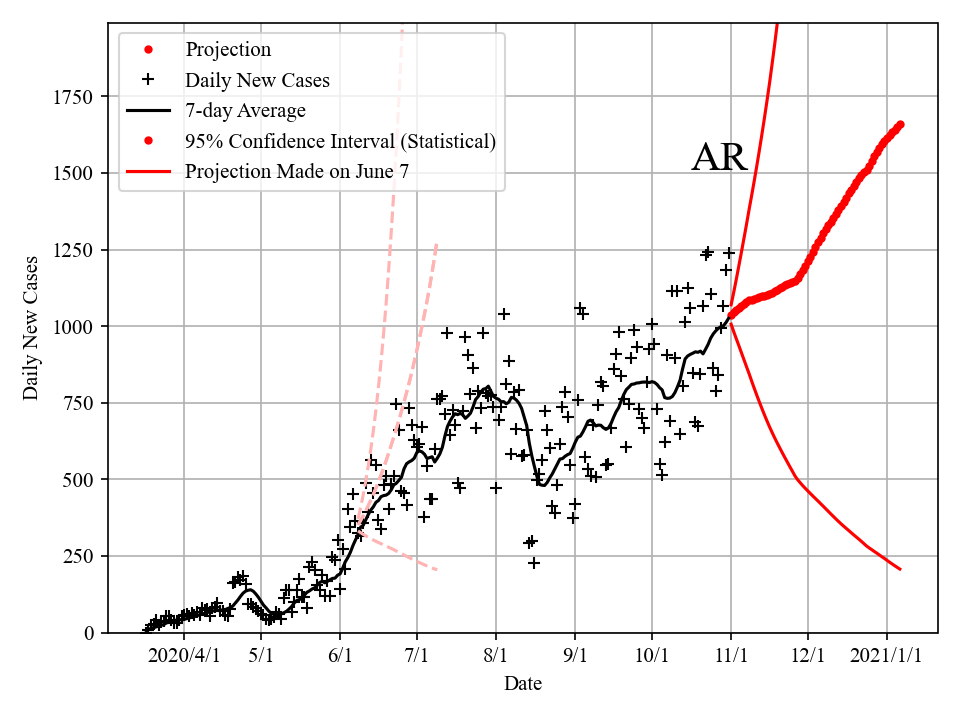 Projection
Daily New Cases
7-day Average
95% Confidence Interval (Statistical)
Projection Made on June 7
AR
1750
1500
1250
1000
750
500
250
0
Daily New Cases
2020/4/1 5/1 6/1 7/1 8/1 9/1 10/1 11/1 12/1 2021/1/1
Date